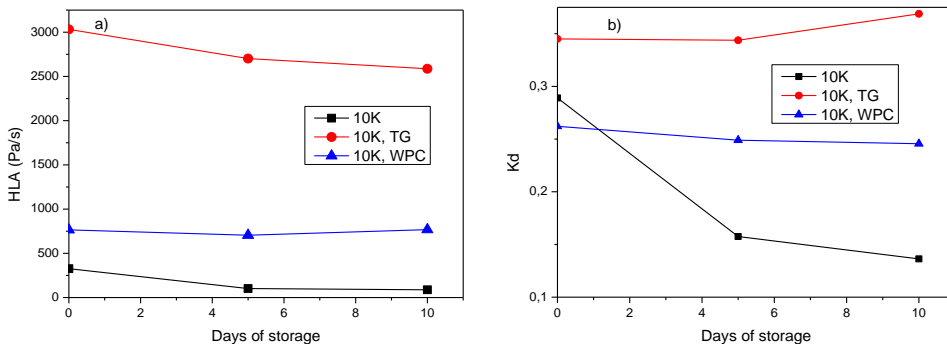 a)
HLA (Pa/s)
3000
2500
2000
1500
1000
500
0
0 2 4 6 8 10
Days of storage
10K
10K, TG
10K, WPC
b)
Kd
0,3
0,2
0,1
0 2 4 6 8 10
Days of storage
10K
10K, TG
10K, WPC